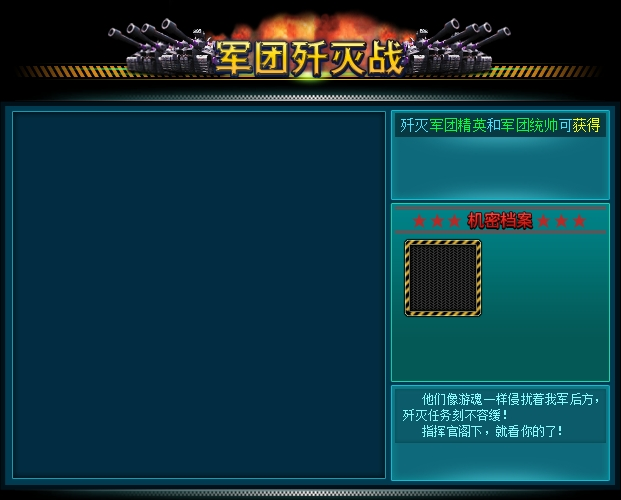 军团歼灭战
歼灭军团精英和军团统帅可获得
★★★机密档案★★★
他们像游魂一样侵扰着我军后方，
歼灭任务刻不容缓！
指挥官阁下，就看你的了！